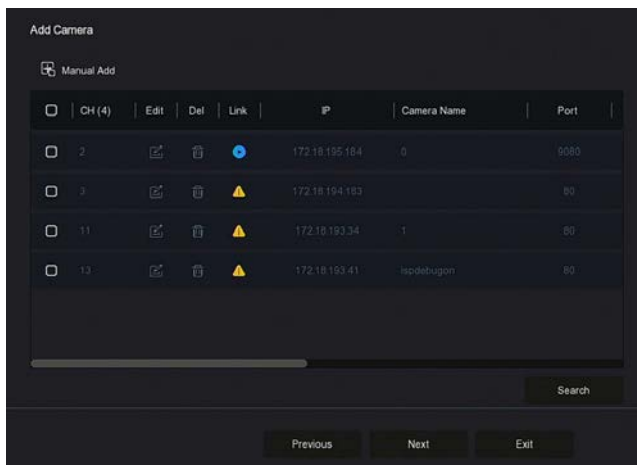 Add Camera
Manual Add
CH (4) Edit Del Link IP Camera Name Port
2 172.18.195.184 0 9080
3 172.18.194.183 80
11 172.18.193.34 1 80
13 172.18.193.41 ispdebugon 80
Search
Previous Next Exit